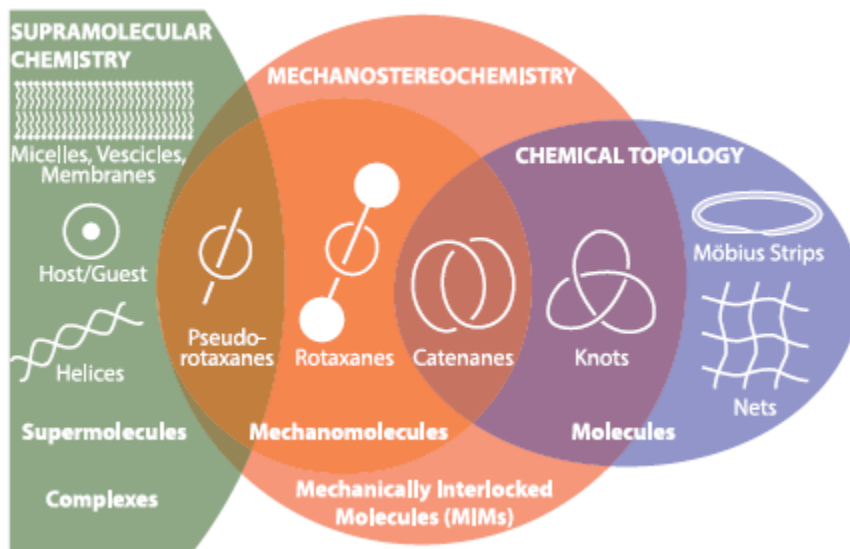 SUPRAMOLECULAR
CHEMISTRY
Micelles, Vescicles,
Membranes
Host/Guest
Helices
Supermolecules
Complexes
MECHANOSTEREOCHEMISTRY
Pseudo-
rotaxanes
Rotaxanes
Catenanes
Mechanomolecules
Mechanically Interlocked
Molecules (MIMs)
CHEMICAL TOPOLOGY
Knots
Möbius Strips
Nets
Molecules